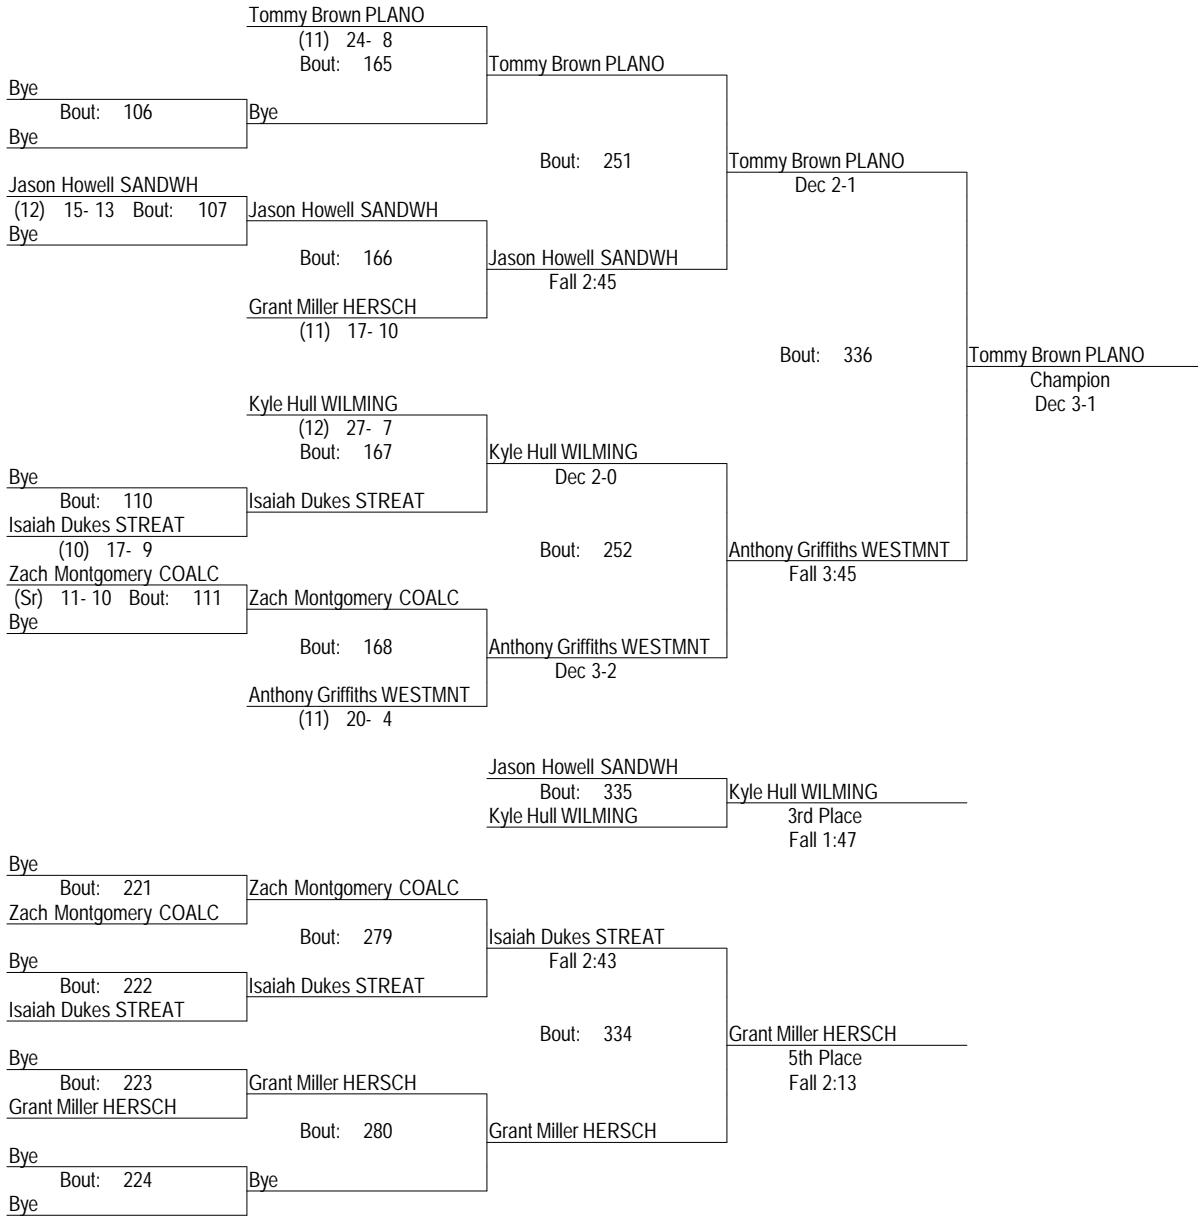 Tommy Brown PLANO
(11) 24- 8
Bout: 165
Tommy Brown PLANO
Bye
Bout: 106
Bye
Bye
Bout: 251
Tommy Brown PLANO
Dec 2-1
Jason Howell SANDWH
(12) 15- 13 Bout: 107
Jason Howell SANDWH
Bye
Bout: 166
Jason Howell SANDWH
Fall 2:45
Grant Miller HERSCH
(11) 17- 10
Bout: 336
Tommy Brown PLANO
Champion
Dec 3-1
Kyle Hull WILMING
(12) 27- 7
Bout: 167
Kyle Hull WILMING
Dec 2-0
Bye
Bout: 110
Isaiah Dukes STREAT
Isaiah Dukes STREAT
(10) 17- 9
Bout: 252
Anthony Griffiths WESTMNT
Fall 3:45
Zach Montgomery COALC
(Sr) 11- 10 Bout: 111
Zach Montgomery COALC
Bye
Bout: 168
Anthony Griffiths WESTMNT
Dec 3-2
Anthony Griffiths WESTMNT
(11) 20- 4
Jason Howell SANDWH
Bout: 335
Kyle Hull WILMING
Kyle Hull WILMING
3rd Place
Fall 1:47
Bye
Bout: 221
Zach Montgomery COALC
Zach Montgomery COALC
Bout: 279
Isaiah Dukes STREAT
Fall 2:43
Bye
Bout: 222
Isaiah Dukes STREAT
Isaiah Dukes STREAT
Bout: 334
Grant Miller HERSCH
5th Place
Fall 2:13
Bye
Bout: 223
Grant Miller HERSCH
Grant Miller HERSCH
Bout: 280
Grant Miller HERSCH
Bye
Bout: 224
Bye
Bye